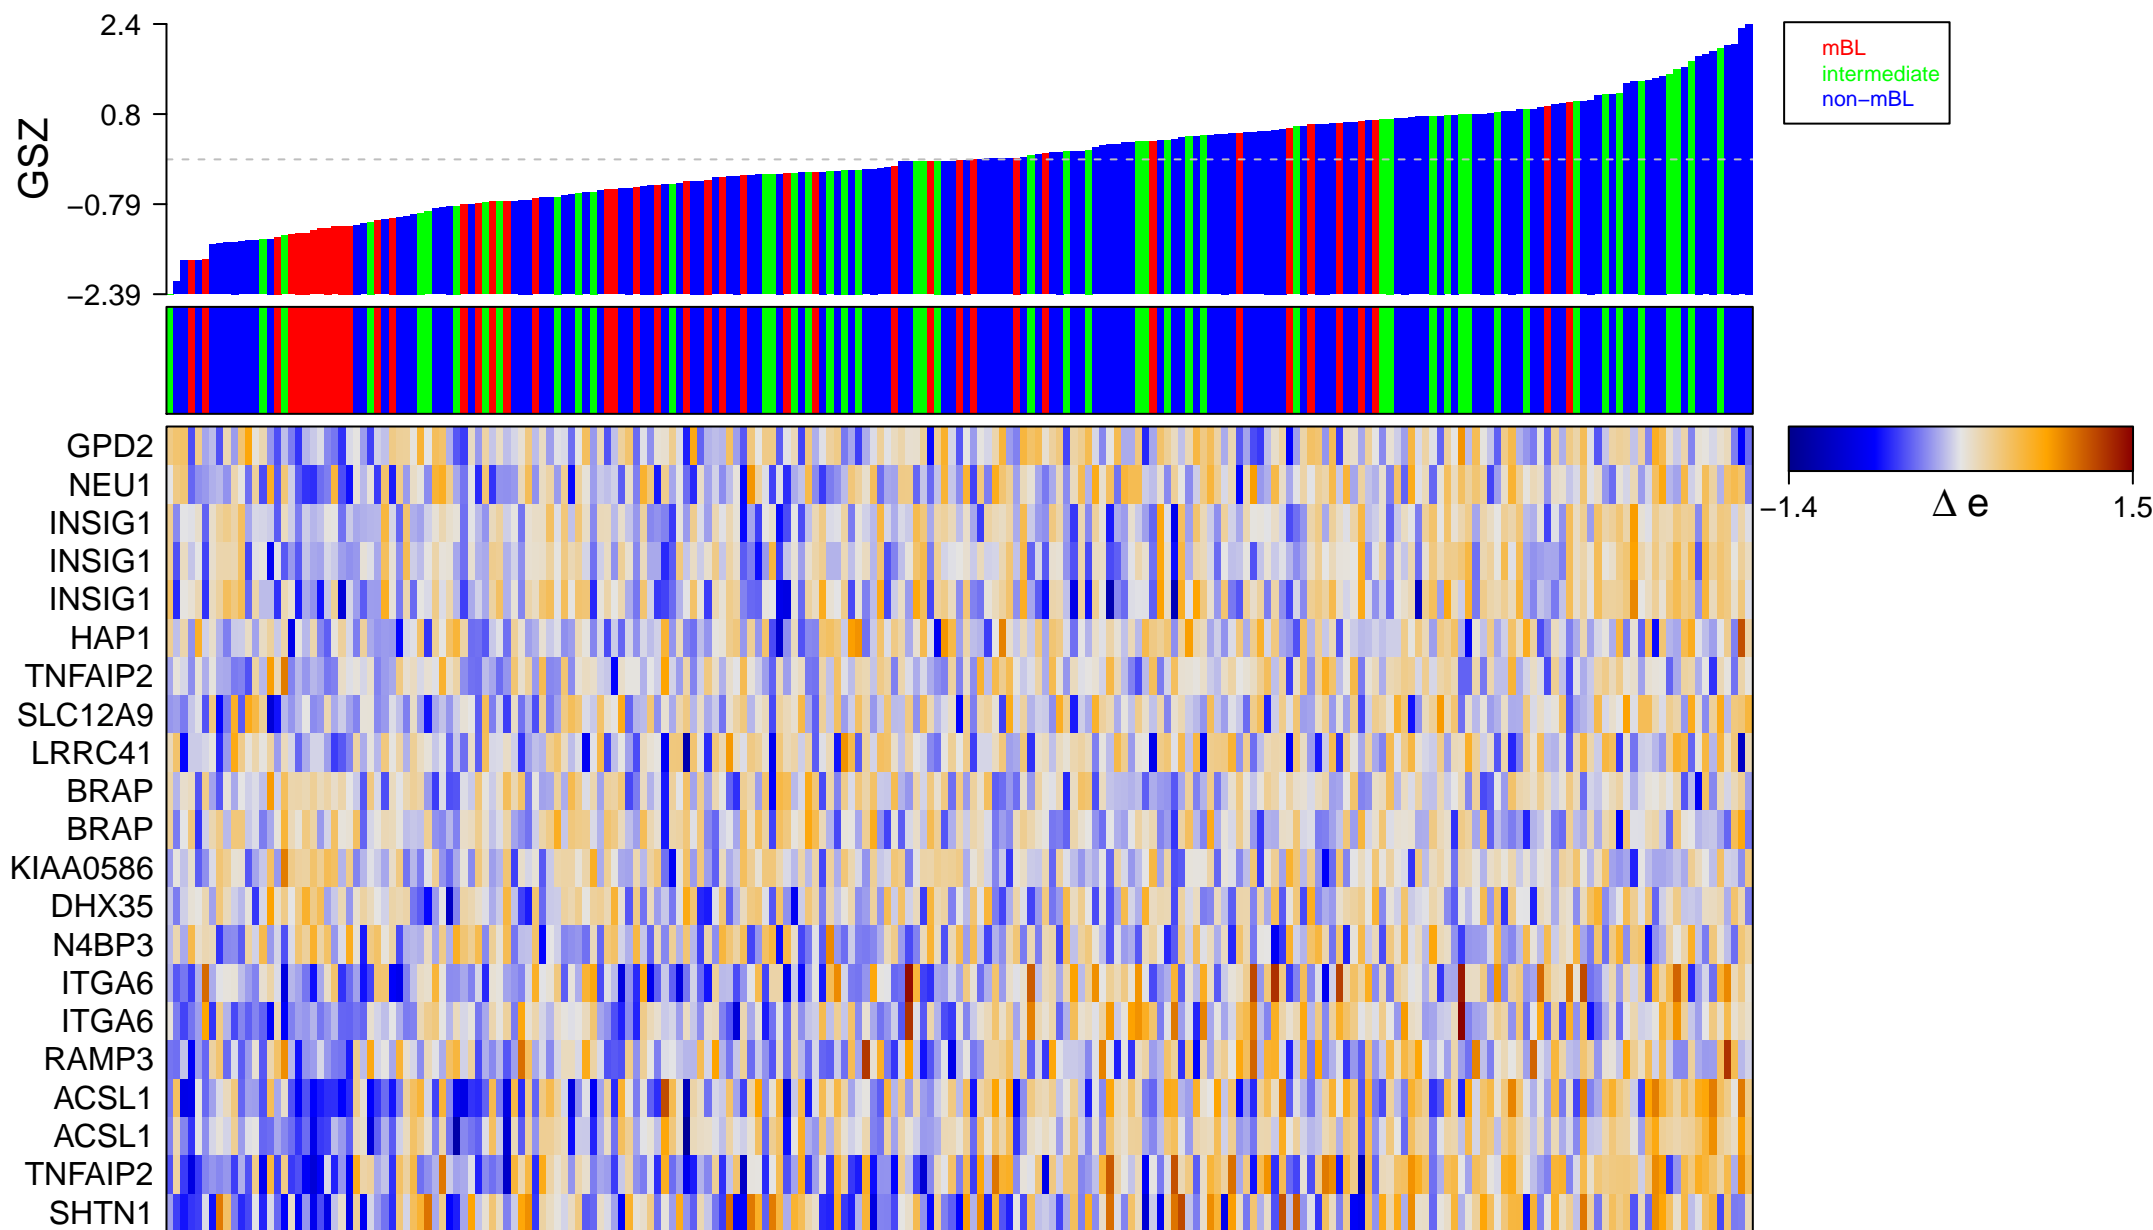 2.4
0.8
−0.79
−2.39
GSZ
mBL
intermediate
non−mBL
GPD2
NEU1
INSIG1
INSIG1
INSIG1
HAP1
TNFAIP2
SLC12A9
LRRC41
BRAP
BRAP
KIAA0586
DHX35
N4BP3
ITGA6
ITGA6
RAMP3
ACSL1
ACSL1
TNFAIP2
SHTN1
−1.4 Δ e 1.5